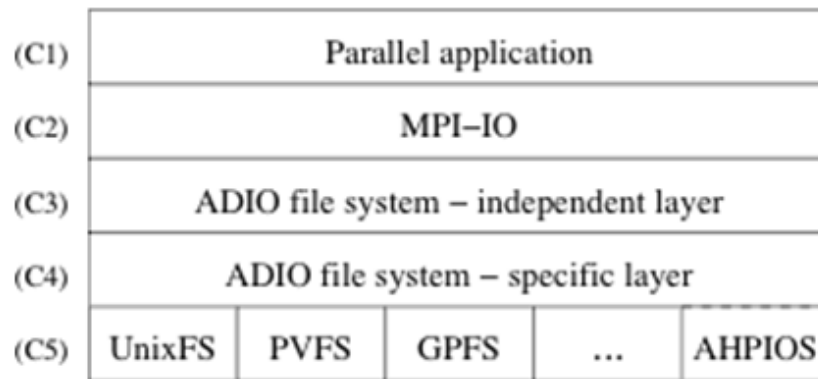 (C1) Parallel application
(C2) MPI–IO
(C3) ADIO file system – independent layer
(C4) ADIO file system – specific layer
(C5) UnixFS PVFS GPFS ... AHPIOS